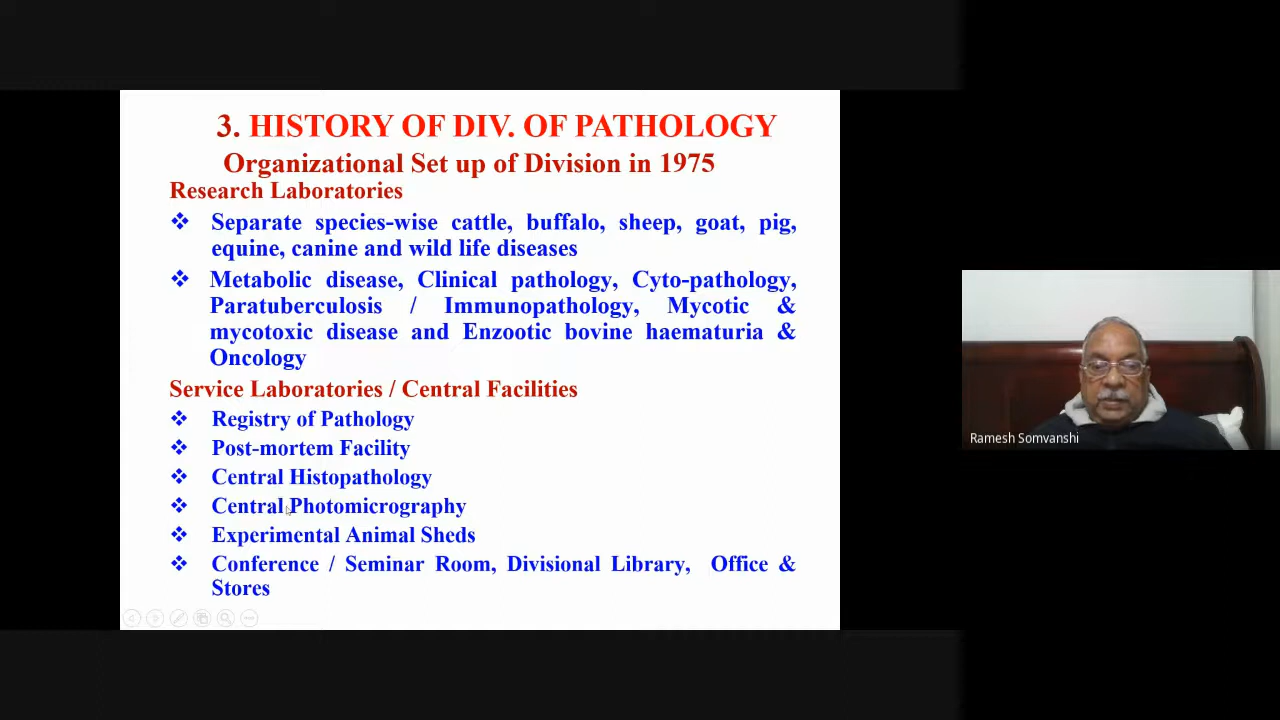 3. HISTORY OF DIV. OF PATHOLOGY
Organizational Set up of Division in 1975
Research Laboratories
❖ Separate species-wise cattle, buffalo, sheep, goat, pig,
equine, canine and wild life diseases
❖ Metabolic disease, Clinical pathology, Cyto-pathology,
Paratuberculosis / Immunopathology, Mycotic &
mycotoxic disease and Enzootic bovine haematuria &
Oncology
Service Laboratories / Central Facilities
❖ Registry of Pathology
❖ Post-mortem Facility
❖ Central Histopathology
❖ Central Photomicrography
❖ Experimental Animal Sheds
❖ Conference / Seminar Room, Divisional Library, Office &
Stores
Ramesh Somvanshi